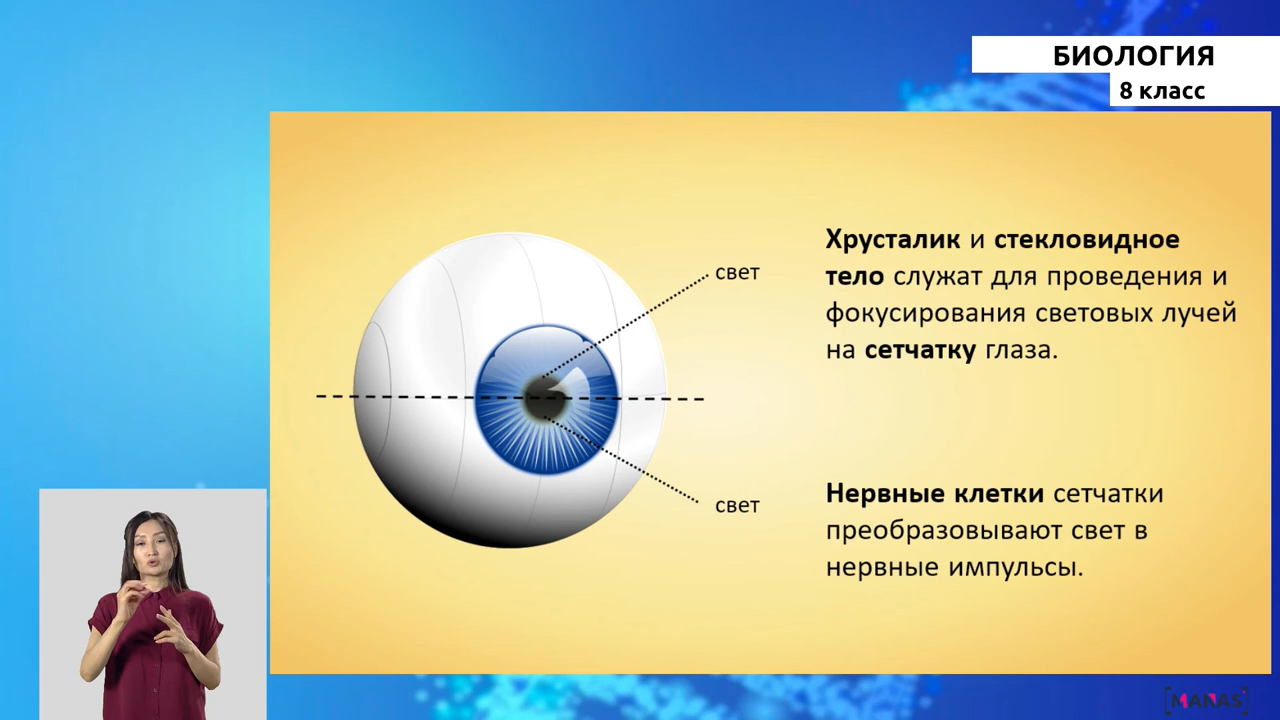 БИОЛОГИЯ
8 класс
свет
свет
Хрусталик и стекловидное
тело служат для проведения и
фокусирования световых лучей
на сетчатку глаза.
Нервные клетки сетчатки
преобразовывают свет в
нервные импульсы.
[MANAS]